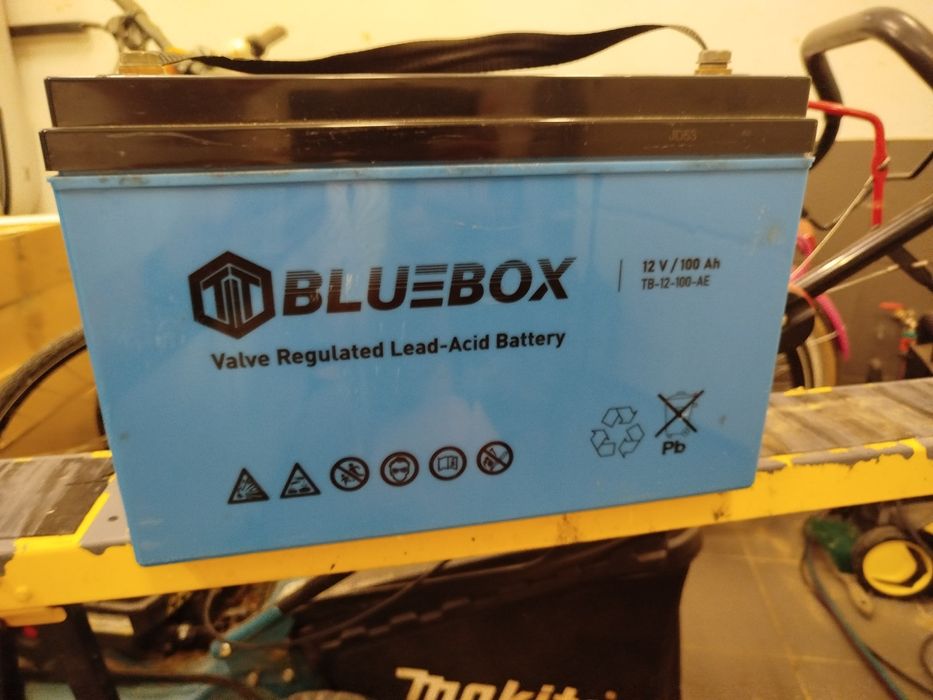 JD63
BLUEBOX
12 V / 100 Ah
TB-12-100-AE
Valve Regulated Lead-Acid Battery
Pb
makita